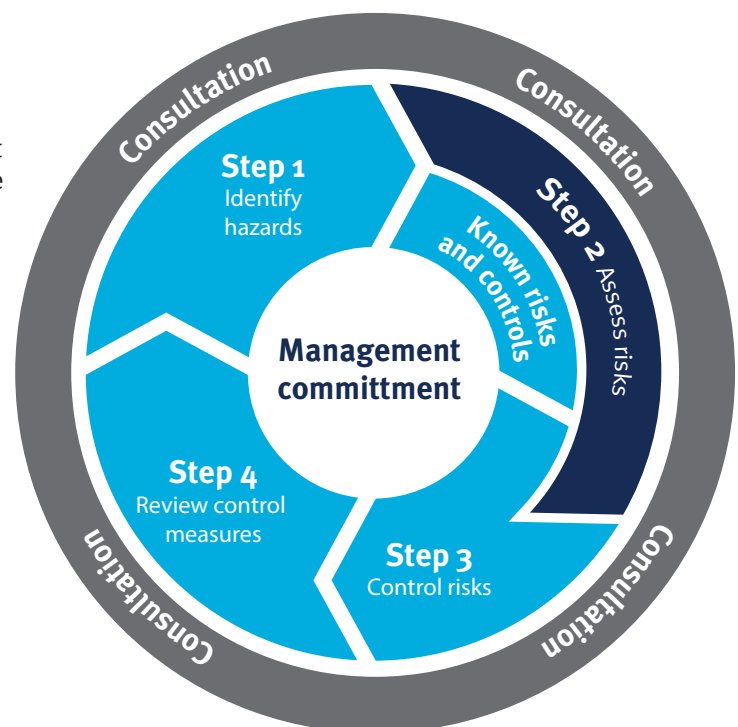 Consultation
Consultation
t
e
Step 1
Identify
hazards
Step 2 Assess risks
Known risks
and controls
Management
committment
Step 4
Review control
measures
Step 3
Control risks
Consultation
Consultation